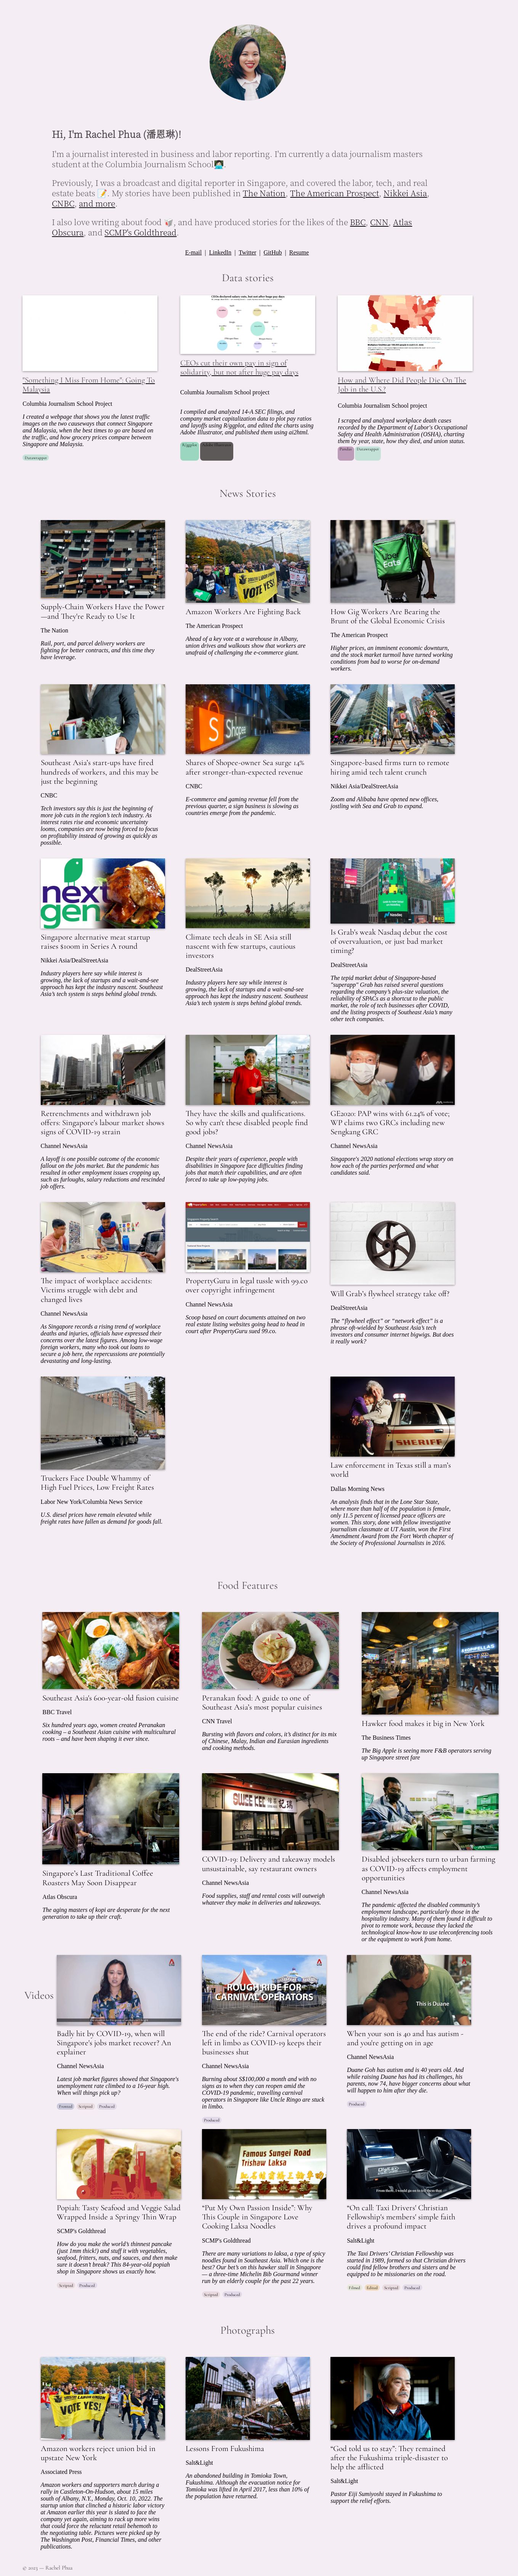 Hi, I'm Rachel Phua (潘恩琳)!
I'm a journalist interested in business and labor reporting. I'm currently a data journalism masters
student at the Columbia Journalism School👩🏻‍💻.
Previously, I was a broadcast and digital reporter in Singapore, and covered the labor, tech, and real
estate beats 📝. My stories have been published in The Nation, The American Prospect, Nikkei Asia,
CNBC, and more.
I also love writing about food 🥡, and have produced stories for the likes of the BBC, CNN, Atlas
Obscura, and SCMP's Goldthread.
E-mail | LinkedIn | Twitter | GitHub | Resume
Data stories
"Something I Miss From Home": Going To
Malaysia
Columbia Journalism School Project
I created a webpage that shows you the latest traffic
images on the two causeways that connect Singapore
and Malaysia, when the best times to go are based on
the traffic, and how grocery prices compare between
Singapore and Malaysia.
Datawrapper
CEOs cut their own pay in sign of
solidarity, but not after huge pay days
Columbia Journalism School project
I compiled and analyzed 14-A SEC filings, and
company market capitalization data to plot pay ratios
and layoffs using R/ggplot, and edited the charts using
Adobe Illustrator, and published them using ai2html.
How and Where Did People Die On The
Job in the U.S.?
Columbia Journalism School project
I scraped and analyzed workplace death cases
recorded by the Department of Labor's Occupational
Safety and Health Administration (OSHA), charting
them by year, state, how they died, and union status.
Pandas Datawrapper
News Stories
VOTE YES!
Uber
Eats
Supply-Chain Workers Have the Power
—and They're Ready to Use It
The Nation
Rail, port, and parcel delivery workers are
fighting for better contracts, and this time they
have leverage.
Amazon Workers Are Fighting Back
The American Prospect
Ahead of a key vote at a warehouse in Albany,
union drives and walkouts show that workers are
unafraid of challenging the e-commerce giant.
How Gig Workers Are Bearing the
Brunt of the Global Economic Crisis
The American Prospect
Higher prices, an imminent economic downturn,
and the stock market turmoil have turned working
conditions from bad to worse for on-demand
workers.
Shopee
Southeast Asia's start-ups have fired
hundreds of workers, and this may be
just the beginning
CNBC
Tech investors say this is just the beginning of
more job cuts in the region's tech industry. As
interest rates rise and economic uncertainty
looms, companies are now being forced to focus
on profitability instead of growing as quickly as
possible.
Shares of Shopee-owner Sea surge 14%
after stronger-than-expected revenue
CNBC
E-commerce and gaming revenue fell from the
previous quarter, a sign business is slowing as
countries emerge from the pandemic.
Singapore-based firms turn to remote
hiring amid tech talent crunch
Nikkei Asia/DealStreetAsia
Zoom and Alibaba have opened new offices,
jostling with Sea and Grab to expand.
next
gen
Singapore alternative meat startup
raises $100m in Series A round
Nikkei Asia/DealStreetAsia
Industry players here say while interest is
growing, the lack of startups and a wait-and-see
approach has kept the industry nascent. Southeast
Asia's tech system is steps behind global trends.
Climate tech deals in SE Asia still
nascent with few startups, cautious
investors
DealStreetAsia
Industry players here say while interest is
growing, the lack of startups and a wait-and-see
approach has kept the industry nascent. Southeast
Asia's tech system is steps behind global trends.
Is Grab's weak Nasdaq debut the cost
of overvaluation, or just bad market
timing?
DealStreetAsia
The tepid market debut of Singapore-based
"superapp" Grab has raised several questions
regarding the company's plus-size valuation, the
reliability of SPACs as a shortcut to the public
market, the role of tech businesses after COVID,
and the listing prospects of Southeast Asia's many
other tech companies.
Retrenchments and withdrawn job
offers: Singapore's labour market shows
signs of COVID-19 strain
Channel NewsAsia
A layoff is one possible outcome of the economic
fallout on the jobs market. But the pandemic has
resulted in other employment issues cropping up,
such as furloughs, salary reductions and rescinded
job offers.
They have the skills and qualifications.
So why can't these disabled people find
good jobs?
Channel NewsAsia
Despite their years of experience, people with
disabilities in Singapore face difficulties finding
jobs that match their capabilities, and are often
forced to take up low-paying jobs.
GE2020: PAP wins with 61.24% of vote;
WP claims two GRCs including new
Sengkang GRC
Channel NewsAsia
Singapore's 2020 national elections wrap story on
how each of the parties performed and what
candidates said.
The impact of workplace accidents:
Victims struggle with debt and
changed lives
Channel NewsAsia
As Singapore records a rising trend of workplace
deaths and injuries, officials have expressed their
concerns over the latest figures. Among low-wage
foreign workers, many who took out loans to
secure a job here, the repercussions are potentially
devastating and long-lasting.
PropertyGuru in legal tussle with 99.co
over copyright infringement
Channel NewsAsia
Scoop based on court documents attained on two
real estate listing websites going head to head in
court after PropertyGuru sued 99.co.
Will Grab's flywheel strategy take off?
DealStreetAsia
The "flywheel effect" or "network effect" is a
phrase oft-wielded by Southeast Asia's tech
investors and consumer internet bigwigs. But does
it really work?
SHERIFF
Truckers Face Double Whammy of
High Fuel Prices, Low Freight Rates
Labor New York/Columbia News Service
U.S. diesel prices have remain elevated while
freight rates have fallen as demand for goods fall.
Law enforcement in Texas still a man's
world
Dallas Morning News
An analysis finds that in the Lone Star State,
where more than half of the population is female,
only 11.5 percent of licensed peace officers are
women. This story, done with fellow investigative
journalism classmate at UT Austin, won the First
Amendment Award from the Fort Worth chapter of
the Society of Professional Journalists in 2016.
Food Features
Southeast Asia's 600-year-old fusion cuisine
BBC Travel
Six hundred years ago, women created Peranakan
cooking – a Southeast Asian cuisine with multicultural
roots – and have been shaping it ever since.
Peranakan food: A guide to one of
Southeast Asia's most popular cuisines
CNN Travel
Bursting with flavors and colors, it's distinct for its mix
of Chinese, Malay, Indian and Eurasian ingredients
and cooking methods.
Hawker food makes it big in New York
The Business Times
The Big Apple is seeing more F&B operators serving
up Singapore street fare
SWEE KEE
Singapore's Last Traditional Coffee
Roasters May Soon Disappear
Atlas Obscura
The aging masters of kopi are desperate for the next
generation to take up their craft.
COVID-19: Delivery and takeaway models
unsustainable, say restaurant owners
Channel NewsAsia
Food supplies, staff and rental costs will outweigh
whatever they make in deliveries and takeaways.
Disabled jobseekers turn to urban farming
as COVID-19 affects employment
opportunities
Channel NewsAsia
The pandemic affected the disabled community's
employment landscape, particularly those in the
hospitality industry. Many of them found it difficult to
pivot to remote work, because they lacked the
technological know-how to use teleconferencing tools
or the equipment to work from home.
Videos
ROUGH RIDE FOR
CARNIVAL OPERATORS
This is Duane
Badly hit by COVID-19, when will
Singapore's jobs market recover? An
explainer
Channel NewsAsia
Latest job market figures showed that Singapore's
unemployment rate climbed to a 16-year high.
When will things pick up?
Fronted Scripted Produced
The end of the ride? Carnival operators
left in limbo as COVID-19 keeps their
businesses shut
Channel NewsAsia
Burning about S$100,000 a month and with no
signs as to when they can reopen amid the
COVID-19 pandemic, travelling carnival
operators in Singapore like Uncle Ringo are stuck
in limbo.
Produced
When your son is 40 and has autism -
and you're getting on in age
Channel NewsAsia
Duane Goh has autism and is 40 years old. And
while raising Duane has had its challenges, his
parents, now 74, have bigger concerns about what
will happen to him after they die.
Produced
Famous Sungei Road
Trishaw Laksa
Popiah: Tasty Seafood and Veggie Salad
Wrapped Inside a Springy Thin Wrap
SCMP's Goldthread
How do you make the world's thinnest pancake
(just 1mm thick!) and stuff it with vegetables,
seafood, fritters, nuts, and sauces, and then make
sure it doesn't break? This 84-year-old popiah
shop in Singapore shows us exactly how.
Scripted Produced
"Put My Own Passion Inside": Why
This Couple in Singapore Love
Cooking Laksa Noodles
SCMP's Goldthread
There are many variations to laksa, a type of spicy
noodles found in Southeast Asia. Which one is the
best? Our bet's on this hawker stall in Singapore
— a three-time Michelin Bib Gourmand winner
run by an elderly couple for the past 22 years.
Scripted Produced
"On call: Taxi Drivers' Christian
Fellowship's members' simple faith
drives a profound impact
Salt&Light
The Taxi Drivers' Christian Fellowship was
started in 1989, formed so that Christian drivers
could find fellow brothers and sisters and be
equipped to be missionaries on the road.
Filmed Edited Scripted Produced
Photographs
VOTE YES!
Amazon workers reject union bid in
upstate New York
Associated Press
Amazon workers and supporters march during a
rally in Castleton-On-Hudson, about 15 miles
south of Albany, N.Y., Monday, Oct. 10, 2022. The
startup union that clinched a historic labor victory
at Amazon earlier this year is slated to face the
company yet again, aiming to rack up more wins
that could force the reluctant retail behemoth to
the negotiating table. Pictures were picked up by
The Washington Post, Financial Times, and other
publications.
Lessons From Fukushima
Salt&Light
An abandoned building in Tomioka Town,
Fukushima. Although the evacuation notice for
Tomioka was lifted in April 2017, less than 10% of
the population have returned.
"God told us to stay": They remained
after the Fukushima triple-disaster to
help the afflicted
Salt&Light
Pastor Eiji Sumiyoshi stayed in Fukushima to
support the relief efforts.
© 2023 — Rachel Phua